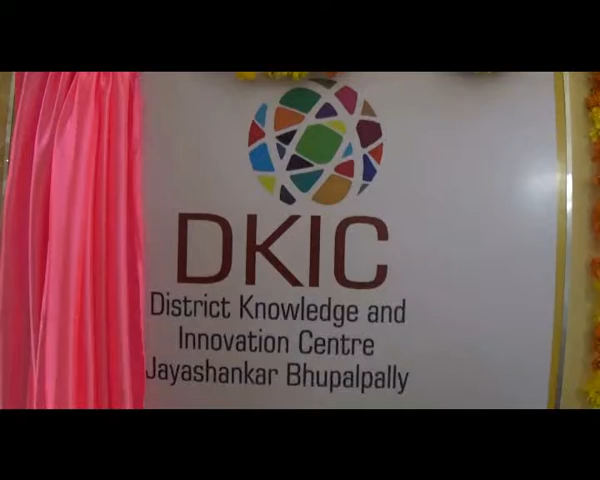 DKIC
District Knowledge and
Innovation Centre
Jayashankar Bhupalpally